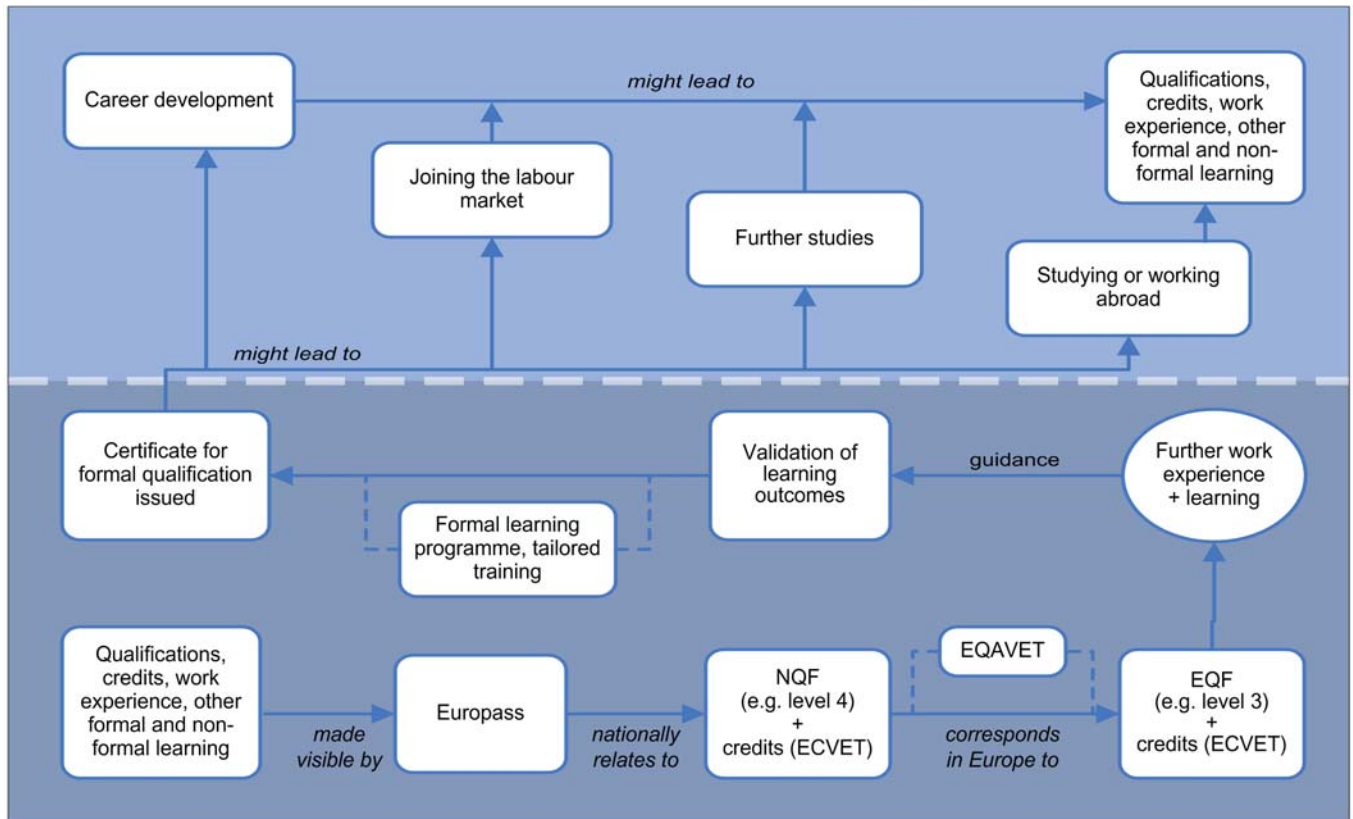 might lead to
Career development
Qualifications,
credits, work
experience, other
formal and non-
formal learning
Joining the labour
market
Further studies
Studying or working
abroad
might lead to
Certificate for
formal qualification
issued
Validation of
learning
outcomes
guidance
Further work
experience
+ learning
Formal learning
programme, tailored
training
Qualifications,
credits, work
experience, other
formal and non-
formal learning
made
visible by
Europass
nationally
relates to
NQF
(e.g. level 4)
+
credits (ECVET)
EQAVET
corresponds
in Europe to
EQF
(e.g. level 3)
+
credits (ECVET)